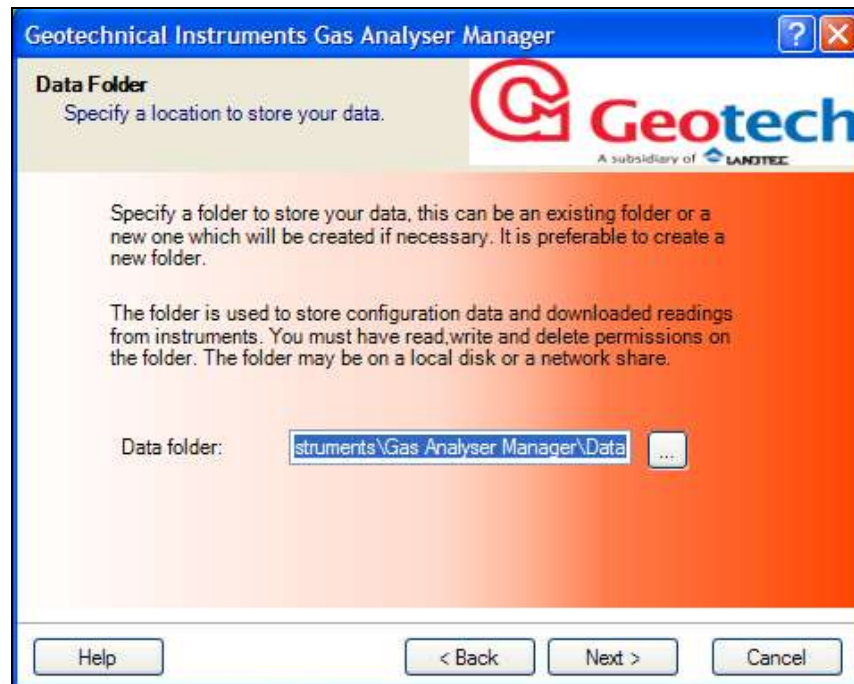 Geotechnical Instruments Gas Analyser Manager
?
Data Folder
Specify a location to store your data.
Geotech
A subsidiary of LANDTEC
Specify a folder to store your data, this can be an existing folder or a
new one which will be created if necessary. It is preferable to create a
new folder.
The folder is used to store configuration data and downloaded readings
from instruments. You must have read,write and delete permissions on
the folder. The folder may be on a local disk or a network share.
Data folder:
struments\Gas Analyser Manager\Data
...
Help
< Back
Next >
Cancel